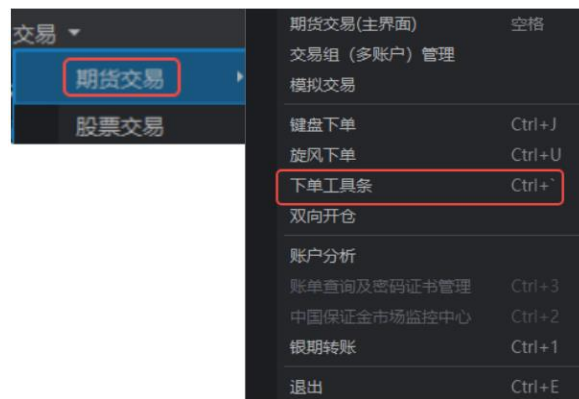 交易
期货交易
股票交易
期货交易(主界面) 空格
交易组（多账户）管理
模拟交易
键盘下单 Ctrl+J
旋风下单 Ctrl+U
下单工具条 Ctrl+`
双向开仓
账户分析
账单查询及密码证书管理 Ctrl+3
中国保证金市场监控中心 Ctrl+2
银期转账 Ctrl+1
退出 Ctrl+E